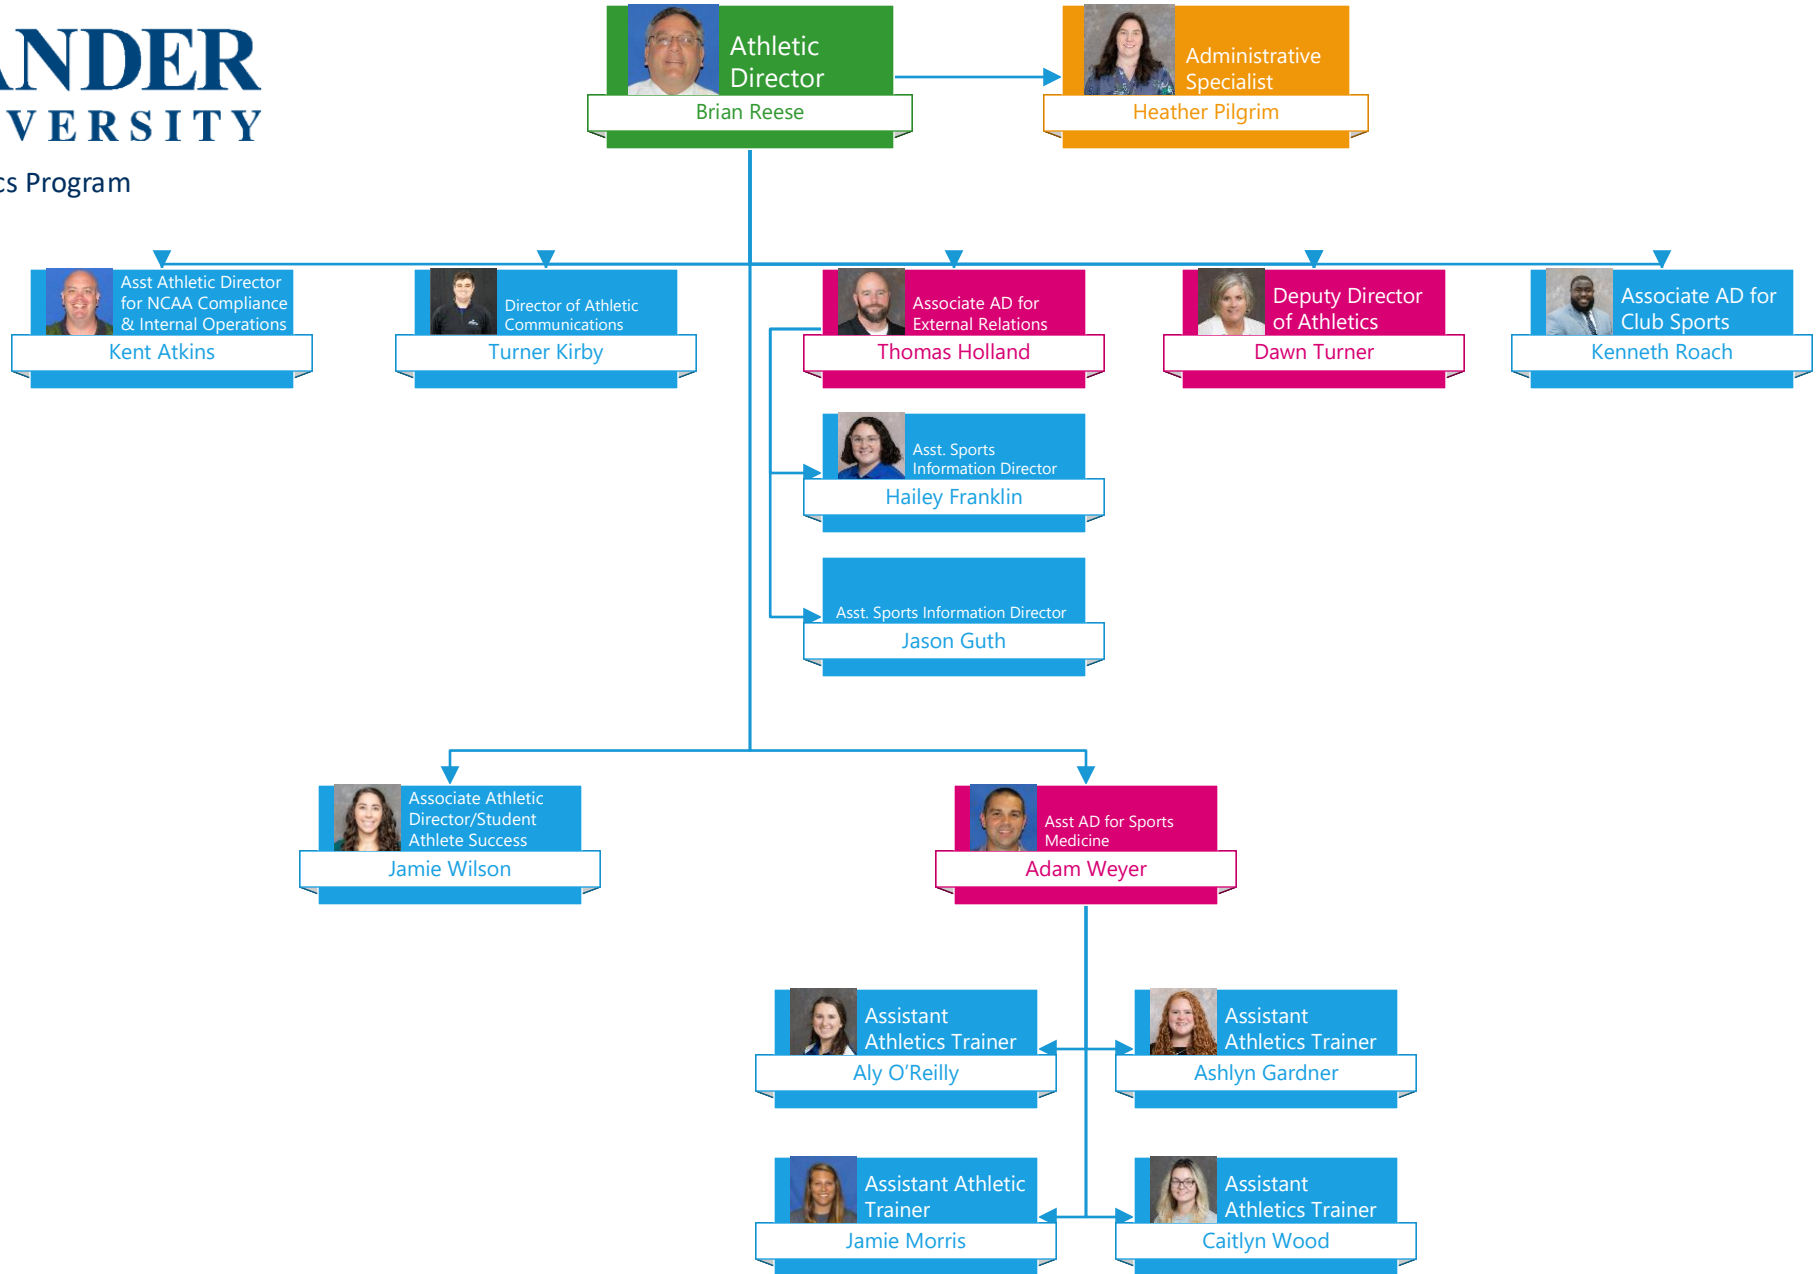 ANDER
VERSITY
cs Program
Athletic
Director
Brian Reese
Administrative
Specialist
Heather Pilgrim
Asst Athletic Director
for NCAA Compliance
& Internal Operations
Kent Atkins
Director of Athletic
Communications
Turner Kirby
Associate AD for
External Relations
Thomas Holland
Deputy Director
of Athletics
Dawn Turner
Associate AD for
Club Sports
Kenneth Roach
Asst. Sports
Information Director
Hailey Franklin
Asst. Sports Information Director
Jason Guth
Associate Athletic
Director/Student
Athlete Success
Jamie Wilson
Asst AD for Sports
Medicine
Adam Weyer
Assistant
Athletics Trainer
Aly O'Reilly
Assistant
Athletics Trainer
Ashlyn Gardner
Assistant Athletic
Trainer
Jamie Morris
Assistant
Athletics Trainer
Caitlyn Wood